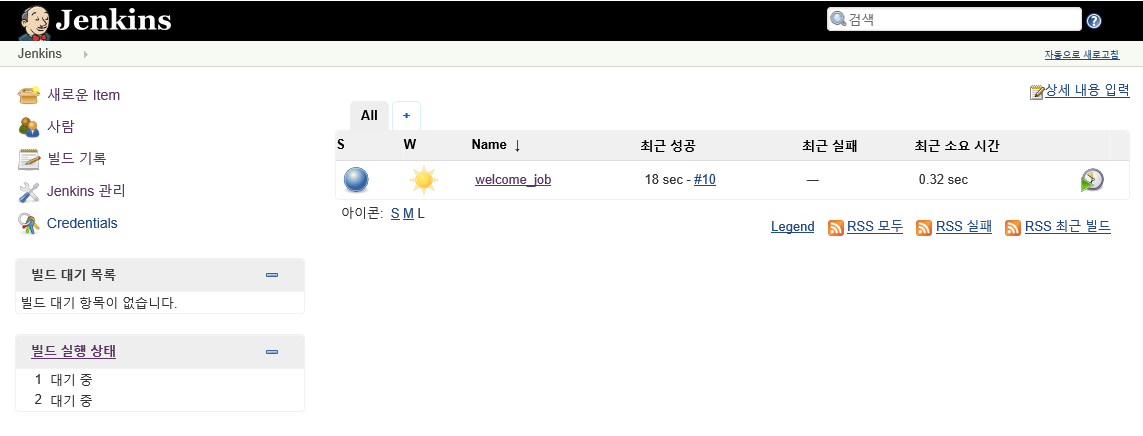 Jenkins
검색
Jenkins
자동으로 새로고침
새로운 Item
사람
빌드 기록
Jenkins 관리
Credentials
빌드 대기 목록
빌드 대기 항목이 없습니다.
빌드 실행 상태
1 대기 중
2 대기 중
상세 내용 입력
All +
S W Name ↓ 최근 성공 최근 실패 최근 소요 시간
welcome_job 18 sec - #10 — 0.32 sec
아이콘: S M L
Legend RSS 모두 RSS 실패 RSS 최근 빌드